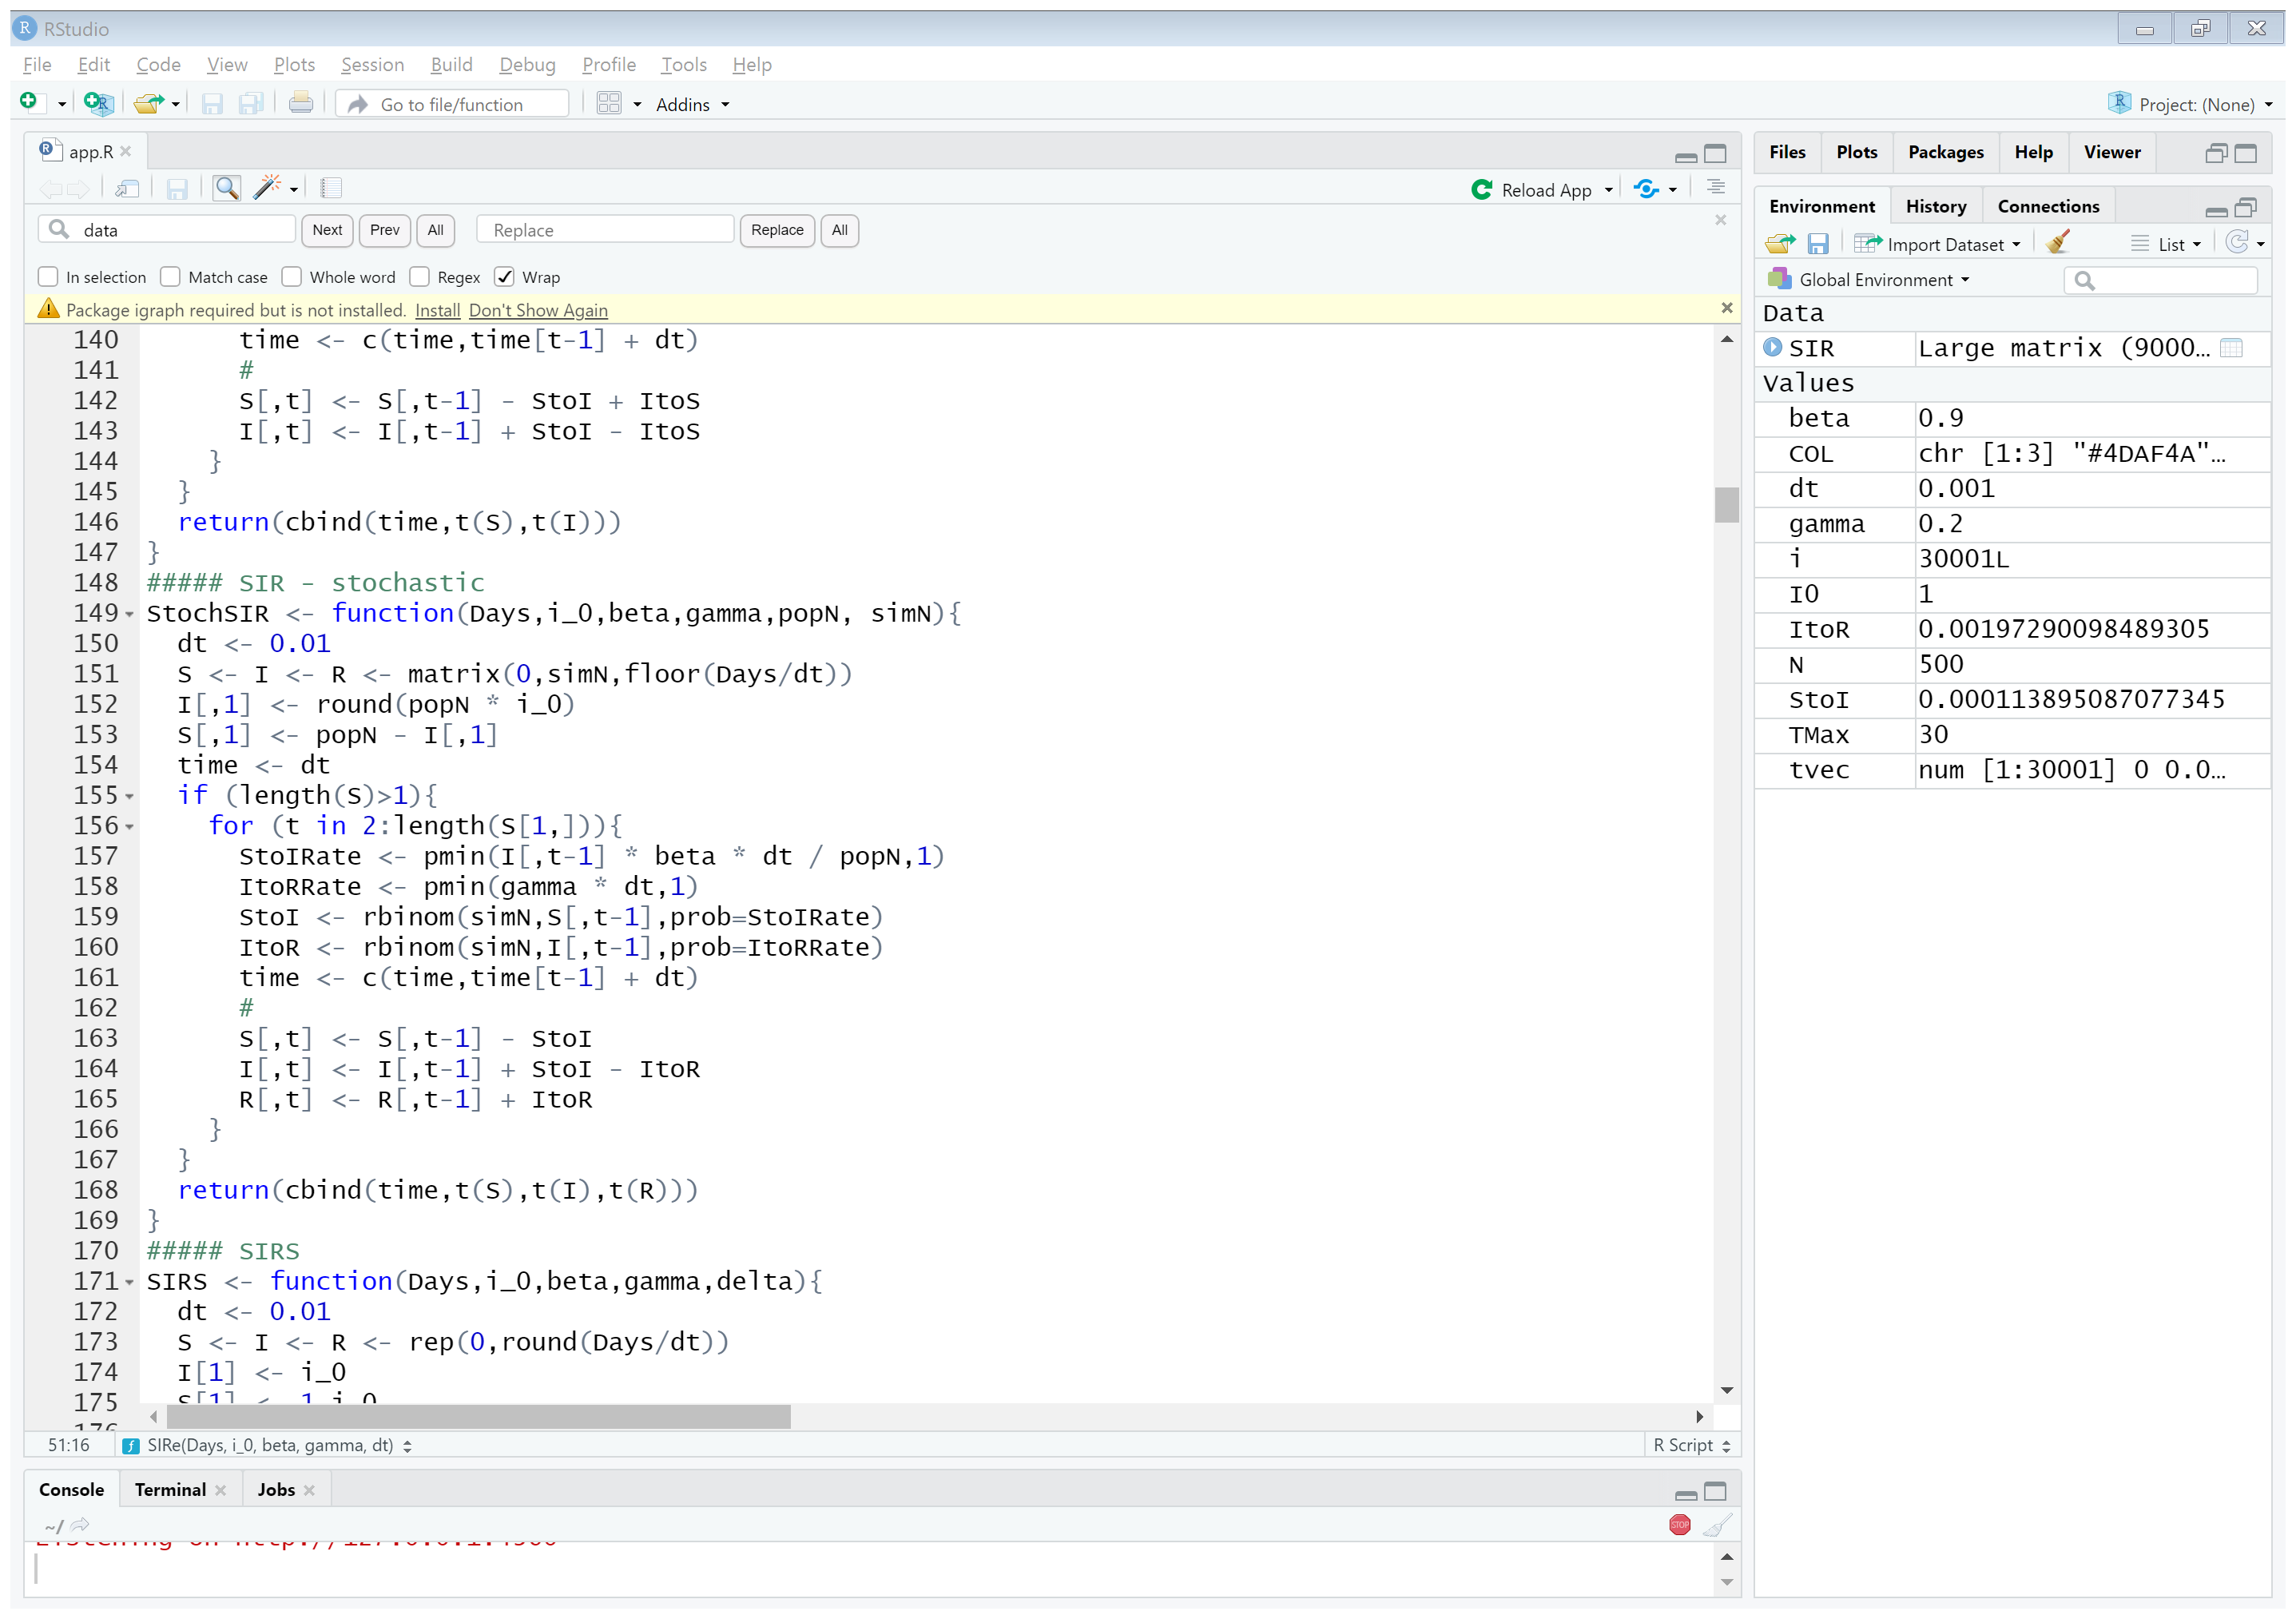 RStudio
File Edit Code View Plots Session Build Debug Profile Tools Help
Go to file/function Addins Project: (None)
app.R
Reload App
data Next Prev All Replace Replace All
In selection Match case Whole word Regex Wrap
Package igraph required but is not installed. Install Don't Show Again
140 time <- c(time,time[t-1] + dt)
141 #
142 S[,t] <- S[,t-1] - StoI + ItoS
143 I[,t] <- I[,t-1] + StoI - ItoS
144 }
145 }
146 return(cbind(time,t(S),t(I)))
147 }
148 ##### SIR - stochastic
149 StochSIR <- function(Days,i_0,beta,gamma,popN, simN){
150 dt <- 0.01
151 S <- I <- R <- matrix(0,simN,floor(Days/dt))
152 I[,1] <- round(popN * i_0)
153 S[,1] <- popN - I[,1]
154 time <- dt
155 if (length(S)>1){
156 for (t in 2:length(S[1,])){
157 StoIRate <- pmin(I[,t-1] * beta * dt / popN,1)
158 ItoRRate <- pmin(gamma * dt,1)
159 StoI <- rbinom(simN,S[,t-1],prob=StoIRate)
160 ItoR <- rbinom(simN,I[,t-1],prob=ItoRRate)
161 time <- c(time,time[t-1] + dt)
162 #
163 S[,t] <- S[,t-1] - StoI
164 I[,t] <- I[,t-1] + StoI - ItoR
165 R[,t] <- R[,t-1] + ItoR
166 }
167 }
168 return(cbind(time,t(S),t(I),t(R)))
169 }
170 ##### SIRS
171 SIRS <- function(Days,i_0,beta,gamma,delta){
172 dt <- 0.01
173 S <- I <- R <- rep(0,round(Days/dt))
174 I[1] <- i_0
175
51:16 SIRe(Days, i_0, beta, gamma, dt) R Script
Console Terminal Jobs
~/ STOP
Files Plots Packages Help Viewer
Environment History Connections
Import Dataset List
Global Environment
Data
SIR Large matrix (9000...
Values
beta 0.9
COL chr [1:3] "#4DAF4A"...
dt 0.001
gamma 0.2
i 30001L
I0 1
ItoR 0.00197290098489305
N 500
StoI 0.000113895087077345
TMax 30
tvec num [1:30001] 0 0.0...